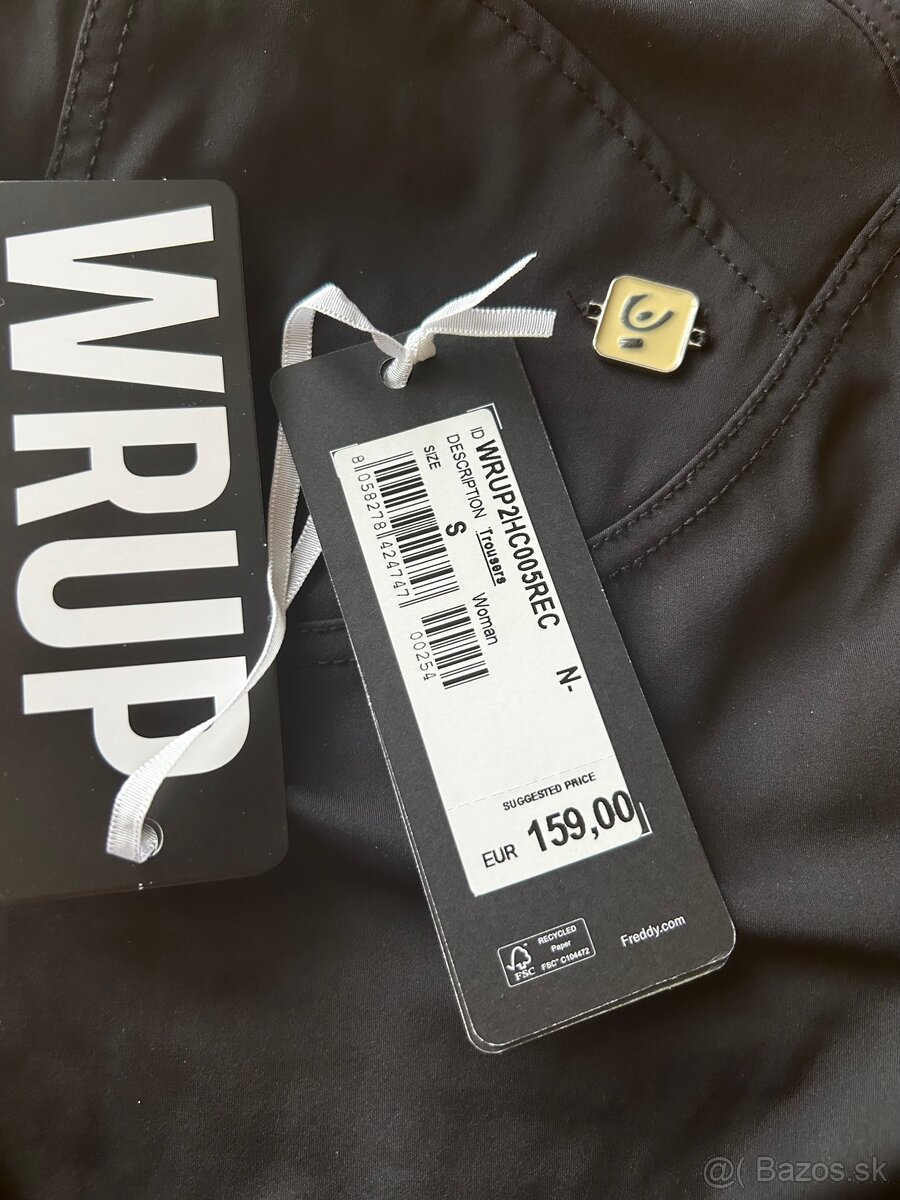 WRUP
ID WRUP2HC005REC N-
DESCRIPTION Trousers Woman
SIZE S
8 058278 424747 00254
SUGGESTED PRICE
EUR 159,00
RECYCLED
Paper
FSC
FSC® C104472
Freddy.com
@( Bazos.sk